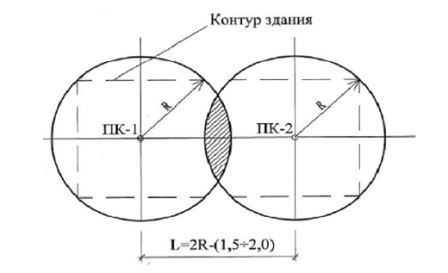 Контур здания
R
R
ПК-1
ПК-2
L=2R-(1,5÷2,0)